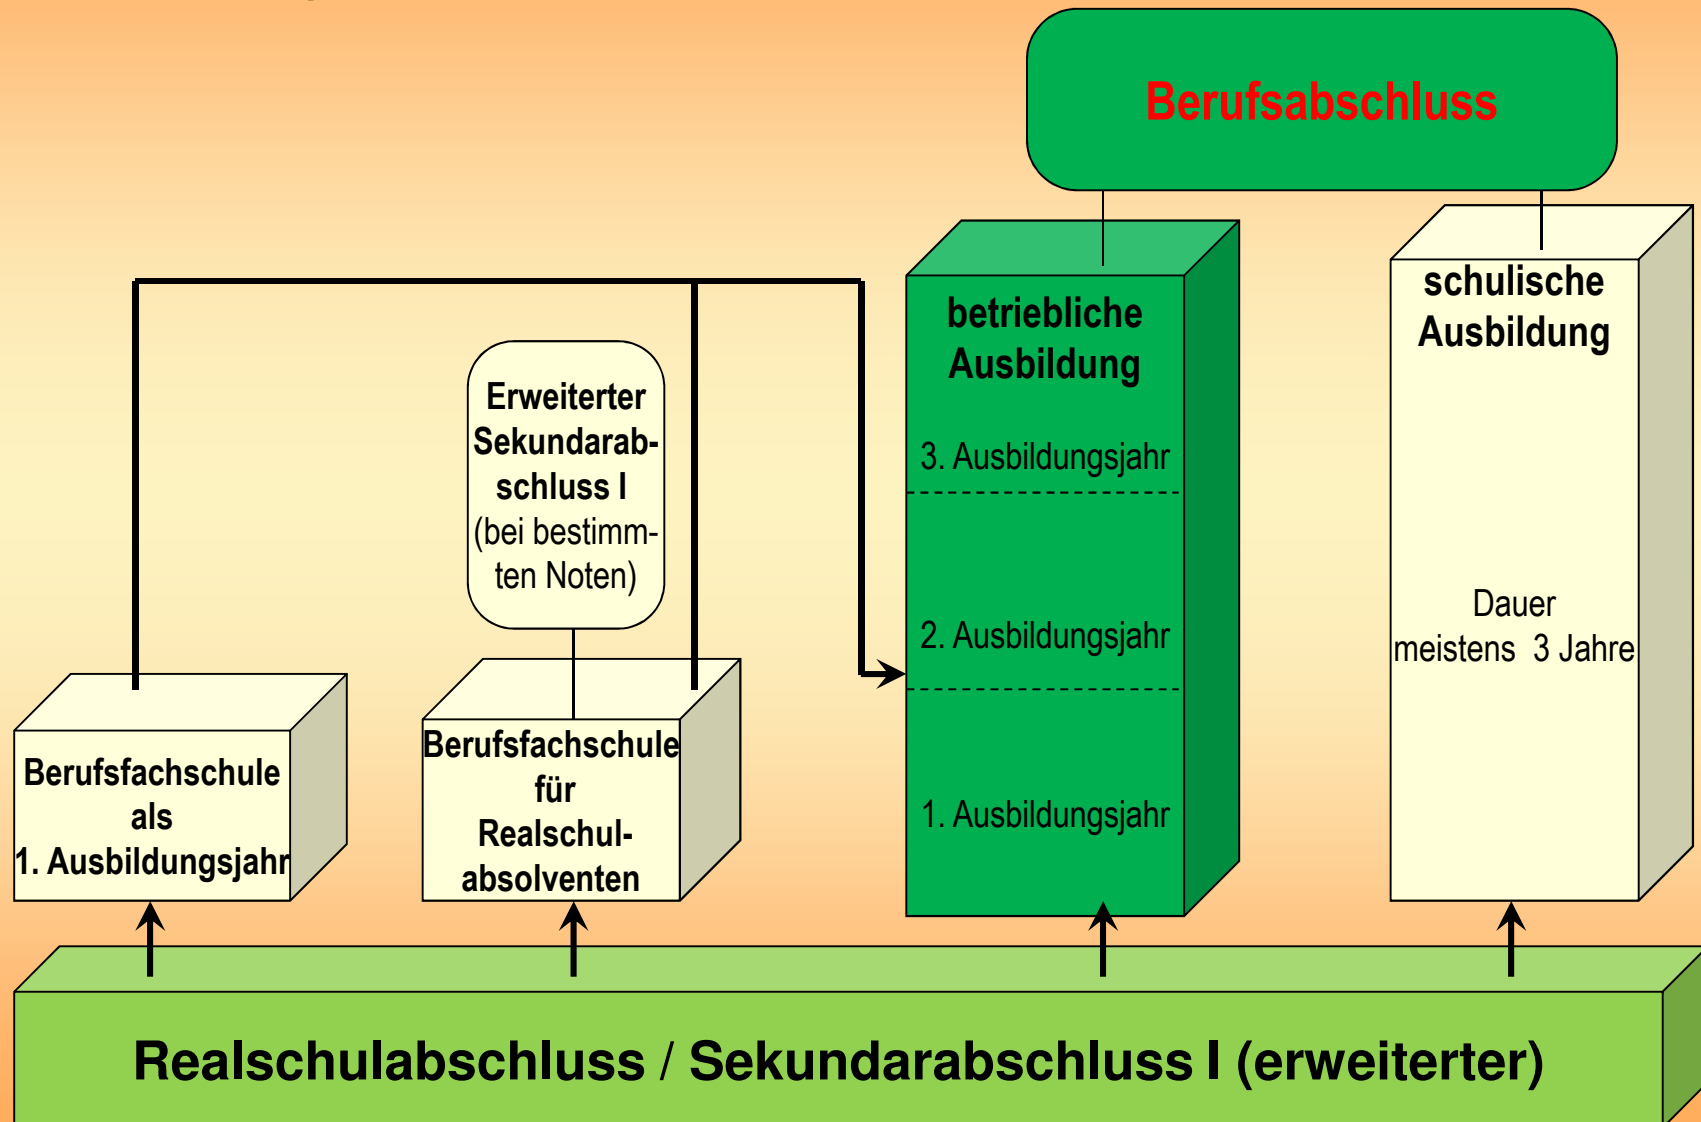 Berufsabschluss
betriebliche
Ausbildung
3. Ausbildungsjahr
2. Ausbildungsjahr
1. Ausbildungsjahr
schulische
Ausbildung
Dauer
meistens 3 Jahre
Erweiterter
Sekundarab-
schluss I
(bei bestimm-
ten Noten)
Berufsfachschule
als
1. Ausbildungsjahr
Berufsfachschule
für
Realschul-
absolventen
Realschulabschluss / Sekundarabschluss I (erweiterter)